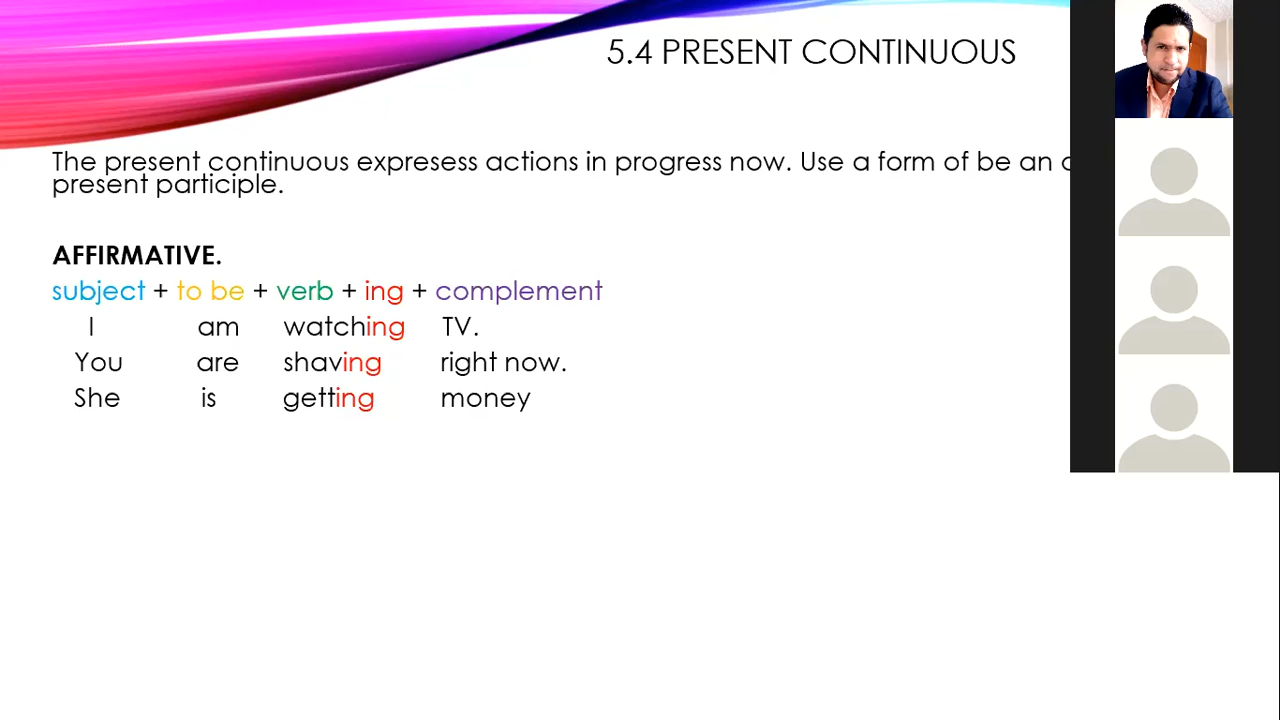 5.4 PRESENT CONTINUOUS
The present continuous expresess actions in progress now. Use a form of be an
present participle.
AFFIRMATIVE.
subject + to be + verb + ing + complement
I am watching TV.
You are shaving right now.
She is getting money